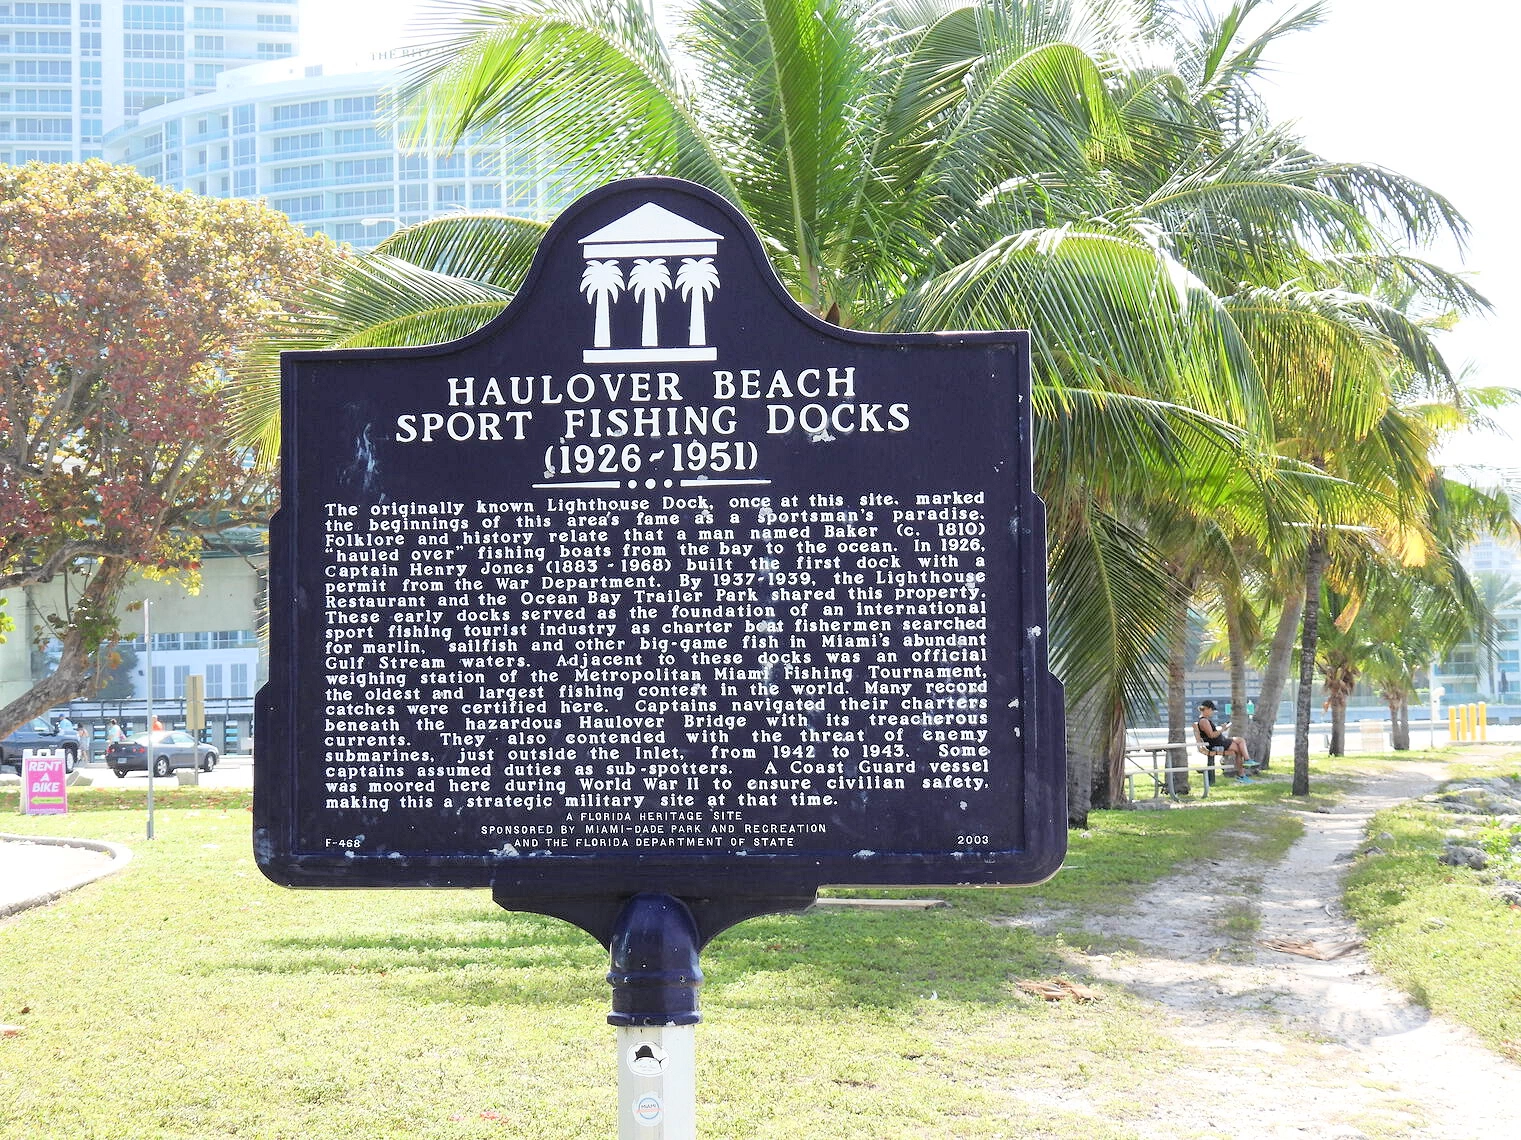 THE RITZ
HAULOVER BEACH
SPORT FISHING DOCKS
(1926-1951)
The originally known Lighthouse Dock, once at this site, marked
the beginnings of this area's fame as a sportsman's paradise.
Folklore and history relate that a man named Baker (c. 1810)
"hauled over" fishing boats from the bay to the ocean. In 1926,
Captain Henry Jones (1883 - 1968) built the first dock with a
permit from the War Department. By 1937-1939, the Lighthouse
Restaurant and the Ocean Bay Trailer Park shared this property.
These early docks served as the foundation of an international
sport fishing tourist industry as charter boat fishermen searched
for marlin, sailfish and other big-game fish in Miami's abundant
Gulf Stream waters. Adjacent to these docks was an official
weighing station of the Metropolitan Miami Fishing Tournament,
the oldest and largest fishing contest in the world. Many record
catches were certified here. Captains navigated their charters
beneath the hazardous Haulover Bridge with its treacherous
currents. They also contended with the threat of enemy
submarines, just outside the Inlet, from 1942 to 1943. Some
captains assumed duties as sub-spotters. A Coast Guard vessel
was moored here during World War II to ensure civilian safety,
making this a strategic military site at that time.
A FLORIDA HERITAGE SITE
SPONSORED BY MIAMI-DADE PARK AND RECREATION
F-468 AND THE FLORIDA DEPARTMENT OF STATE 2003
RENT
A
BIKE
MIAMI